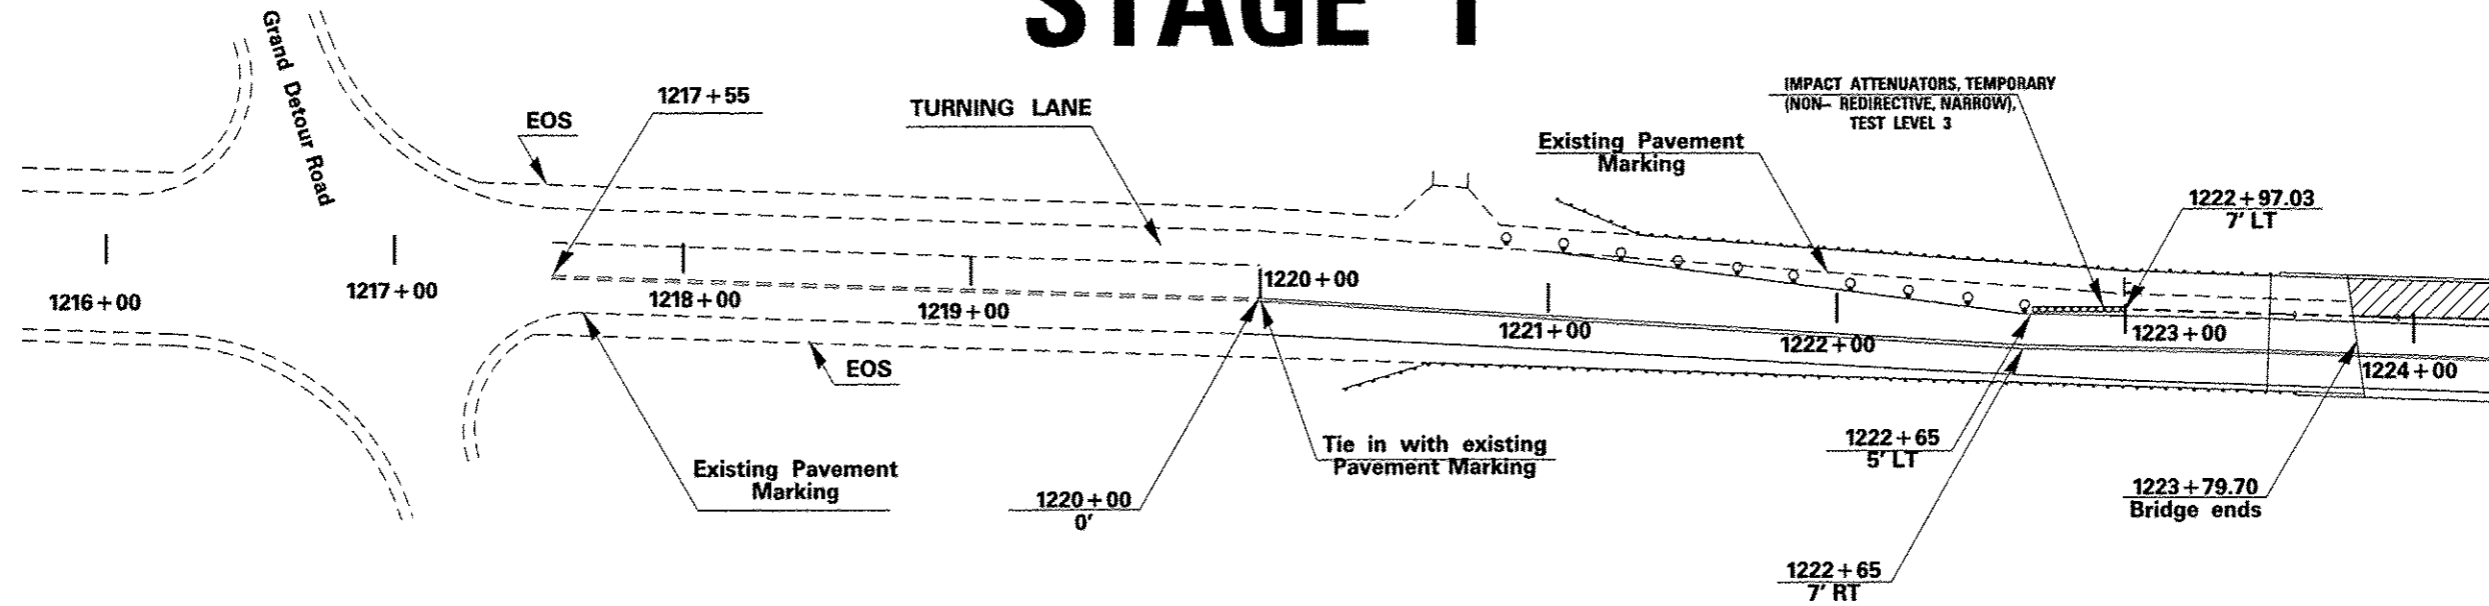 STAGE 1
Grand Detour Road
1217+55
EOS
TURNING LANE
IMPACT ATTENUATORS, TEMPORARY
(NON- REDIRECTIVE, NARROW),
TEST LEVEL 3
Existing Pavement
Marking
1222+97.03
7' LT
1216+00
1217+00
1218+00
1219+00
1220+00
1221+00
1222+00
1223+00
1224+00
EOS
Existing Pavement
Marking
1220+00
0'
Tie in with existing
Pavement Marking
1222+65
5' LT
1222+65
7' RT
1223+79.70
Bridge ends